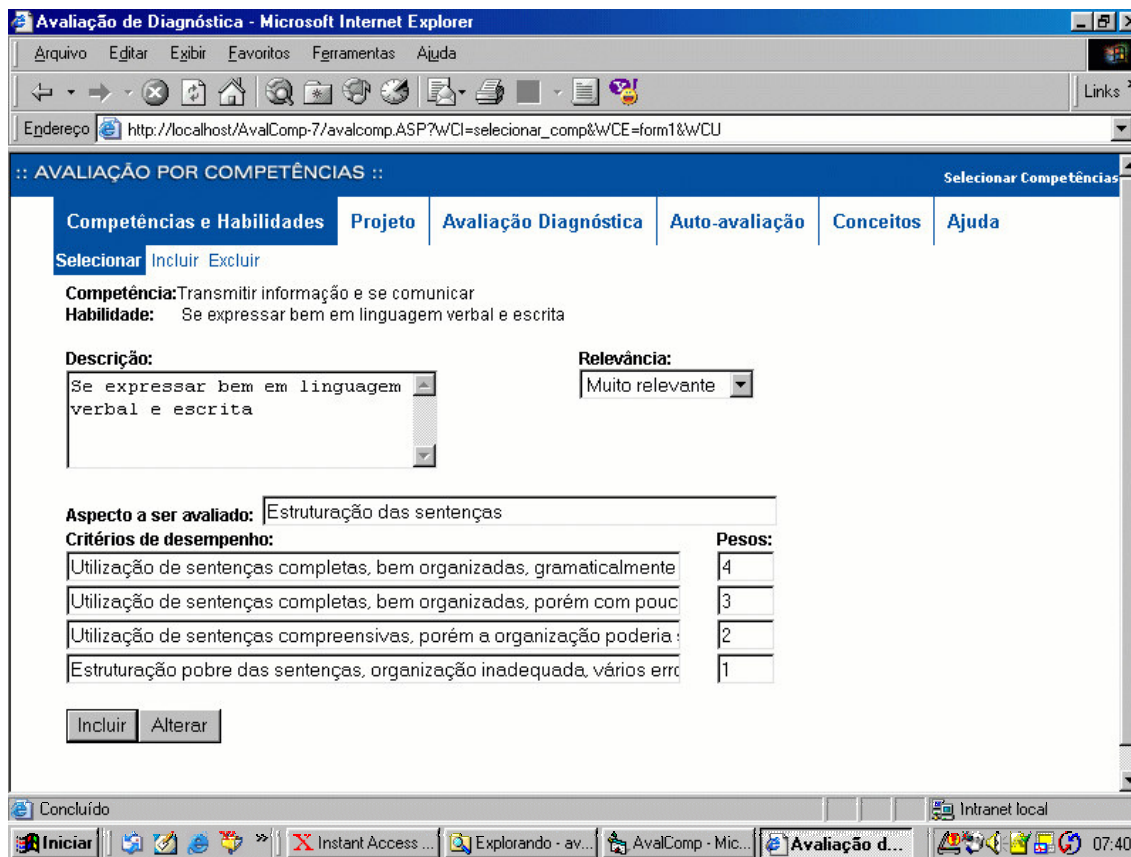 Avaliação de Diagnóstica - Microsoft Internet Explorer
Arquivo Editar Exibir Favoritos Ferramentas Ajuda
Links
Endereço http://localhost/AvalComp-7/avalcomp.ASP?WCI=selecionar_comp&WCE=form1&WCU
:: AVALIAÇÃO POR COMPETÊNCIAS :: Selecionar Competências
Competências e Habilidades Projeto Avaliação Diagnóstica Auto-avaliação Conceitos Ajuda
Selecionar Incluir Excluir
Competência:Transmitir informação e se comunicar
Habilidade: Se expressar bem em linguagem verbal e escrita
Descrição: Relevância:
Se expressar bem em linguagem Muito relevante
verbal e escrita
Aspecto a ser avaliado: Estruturação das sentenças
Critérios de desempenho: Pesos:
Utilização de sentenças completas, bem organizadas, gramaticalmente 4
Utilização de sentenças completas, bem organizadas, porém com pouc 3
Utilização de sentenças compreensivas, porém a organização poderia 2
Estruturação pobre das sentenças, organização inadequada, vários erro 1
Incluir Alterar
Concluído Intranet local
Iniciar » Instant Access ... Explorando - av... AvalComp - Mic... Avaliação d... 07:40